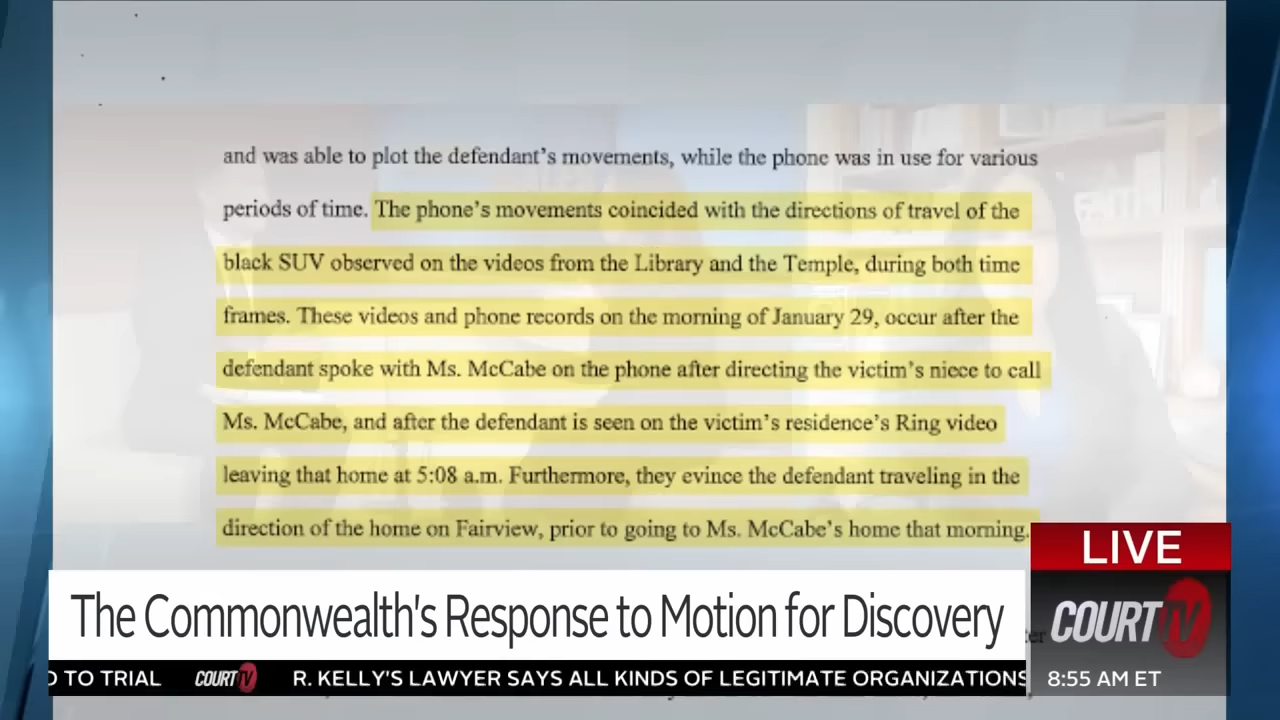 and was able to plot the defendant's movements, while the phone was in use for various
periods of time. The phone's movements coincided with the directions of travel of the
black SUV observed on the videos from the Library and the Temple, during both time
frames. These videos and phone records on the morning of January 29, occur after the
defendant spoke with Ms. McCabe on the phone after directing the victim's niece to call
Ms. McCabe, and after the defendant is seen on the victim's residence's Ring video
leaving that home at 5:08 a.m. Furthermore, they evince the defendant traveling in the
direction of the home on Fairview, prior to going to Ms. McCabe's home that morning.
LIVE
The Commonwealth's Response to Motion for Discovery
COURT TV
TO TRIAL COURT TV R. KELLY'S LAWYER SAYS ALL KINDS OF LEGITIMATE ORGANIZATIONS
8:55 AM ET